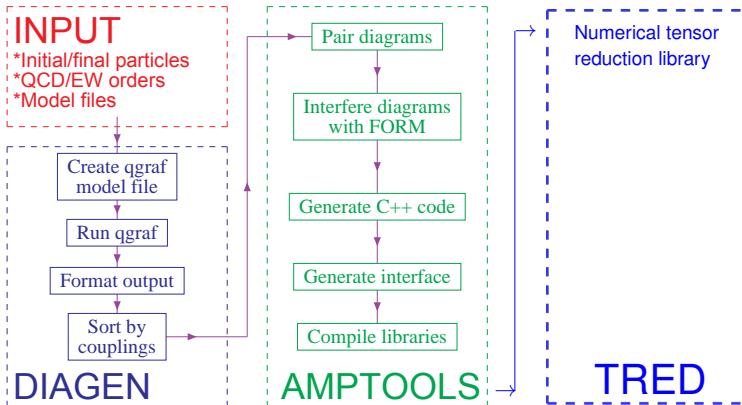 INPUT
*Initial/final particles
*QCD/EW orders
*Model files
Create qgraf
model file
Run qgraf
Format output
Sort by
couplings
DIAGEN
Pair diagrams
Interfere diagrams
with FORM
Generate C++ code
Generate interface
Compile libraries
AMPTOOLS
Numerical tensor
reduction library
TRED